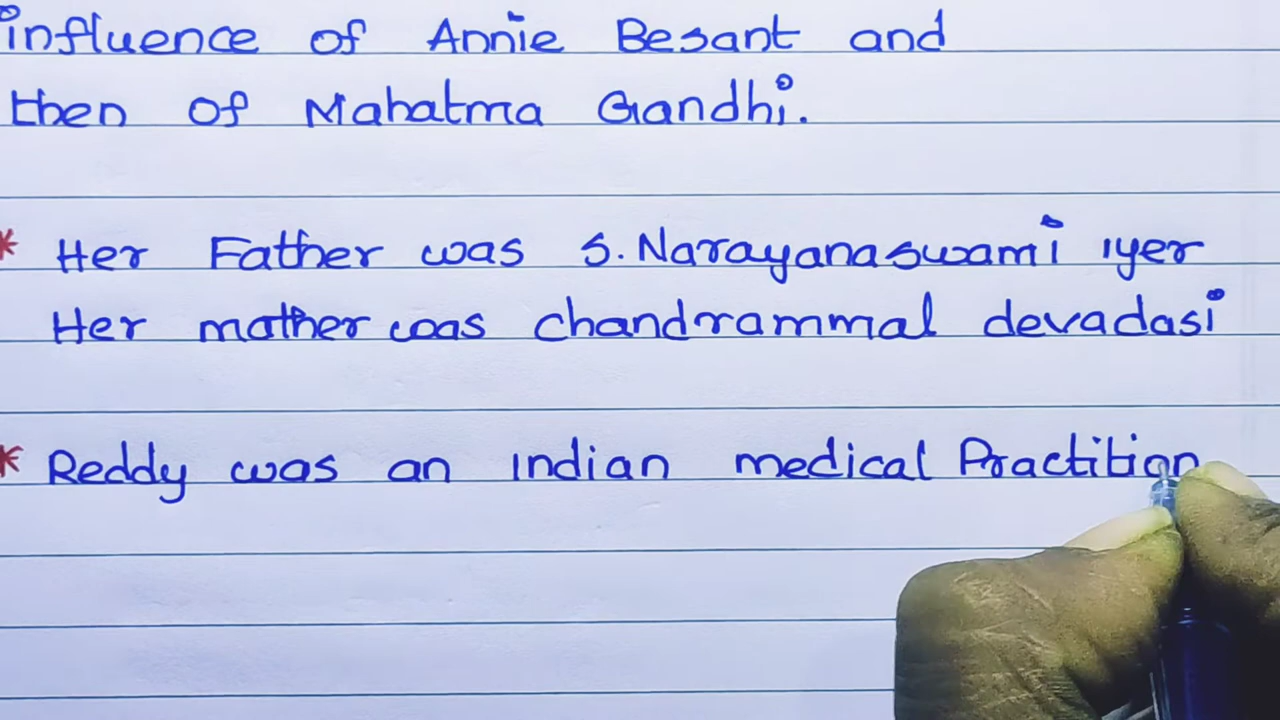 influence of Annie Besant and
then of Mahatma Gandhi.
* Her Father was S. Narayanaswami iyer
Her mother was chandrammal devadasi
* Reddy was an indian medical Practition